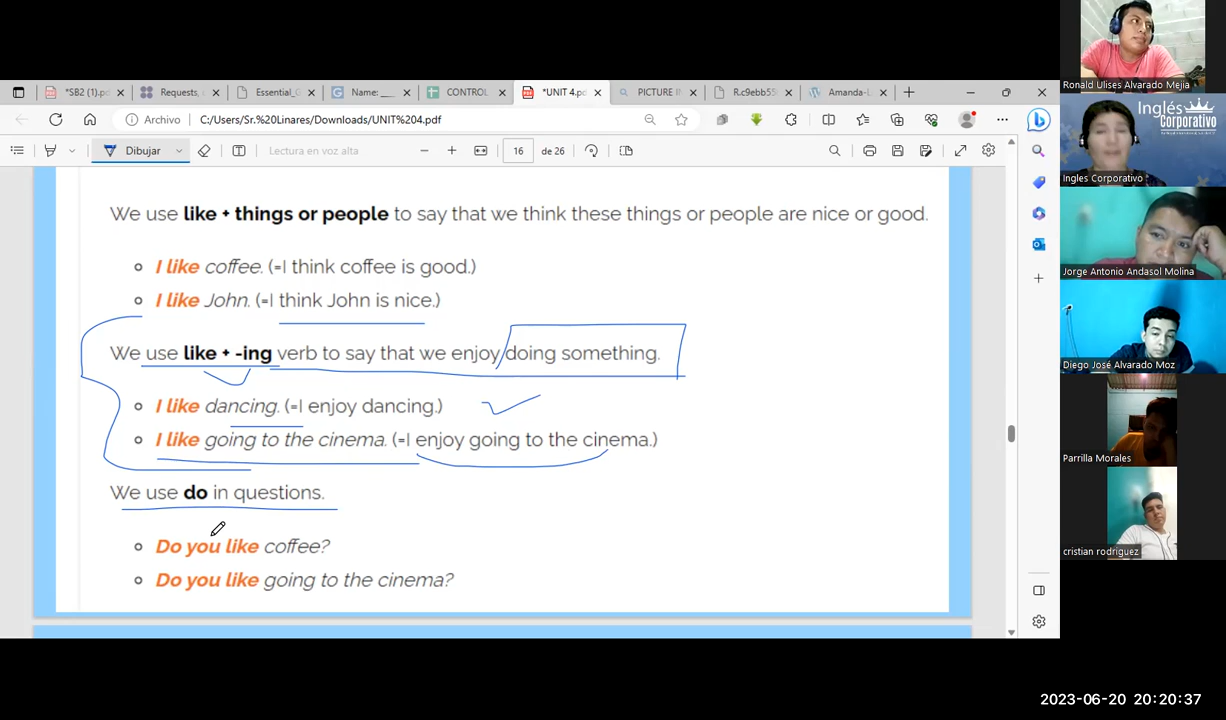 *SB2 (1).pc
Requests, a
Essential_G
Name: ___
CONTROL
*UNIT 4.pc
PICTURE I
R.c9ebb55
Amanda-L
Archivo
C:/Users/Sr.%20Linares/Downloads/UNIT%204.pdf
Dibujar
Lectura en voz alta
16
de 26
We use like + things or people to say that we think these things or people are nice or good.
I like coffee. (=I think coffee is good.)
I like John. (=I think John is nice.)
We use like + -ing verb to say that we enjoy doing something.
I like dancing. (=I enjoy dancing.)
I like going to the cinema. (=I enjoy going to the cinema.)
We use do in questions.
Do you like coffee?
Do you like going to the cinema?
Ronald Ulises Alvarado Mejia
Inglés
Corporativo
Ingles Corporativo
Jorge Antonio Andasol Molina
Diego José Alvarado Moz
Parrilla Morales
cristian rodriguez
2023-06-20 20:20:37